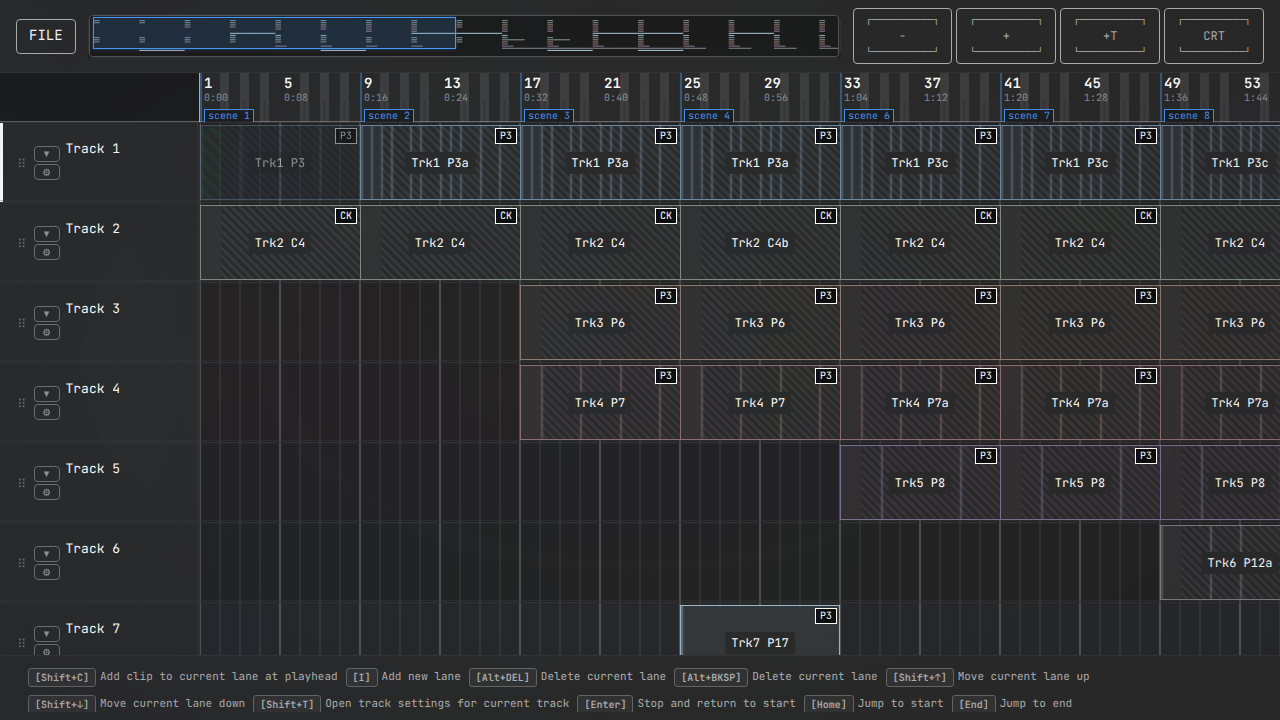 FILE - + +T CRT
1 5 9 13 17 21 25 29 33 37 41 45 49 53
0:00 0:08 0:16 0:24 0:32 0:40 0:48 0:56 1:04 1:12 1:20 1:28 1:36 1:44
scene 1 scene 2 scene 3 scene 4 scene 6 scene 7 scene 8
P3 P3 P3 P3 P3 P3 P3
▼ Track 1
⚙ Trk1 P3 Trk1 P3a Trk1 P3a Trk1 P3a Trk1 P3c Trk1 P3c Trk1 P3c
CK CK CK CK CK CK
▼ Track 2
⚙ Trk2 C4 Trk2 C4 Trk2 C4 Trk2 C4b Trk2 C4 Trk2 C4 Trk2 C4
P3 P3 P3 P3
▼ Track 3
⚙ Trk3 P6 Trk3 P6 Trk3 P6 Trk3 P6 Trk3 P6
P3 P3 P3 P3
▼ Track 4
⚙ Trk4 P7 Trk4 P7 Trk4 P7a Trk4 P7a Trk4 P7a
P3 P3
▼ Track 5
⚙ Trk5 P8 Trk5 P8 Trk5 P8
▼ Track 6
⚙ Trk6 P12a
P3
▼ Track 7
⚙ Trk7 P17
[Shift+C] Add clip to current lane at playhead [I] Add new lane [Alt+DEL] Delete current lane [Alt+BKSP] Delete current lane [Shift+↑] Move current lane up
[Shift+↓] Move current lane down [Shift+T] Open track settings for current track [Enter] Stop and return to start [Home] Jump to start [End] Jump to end